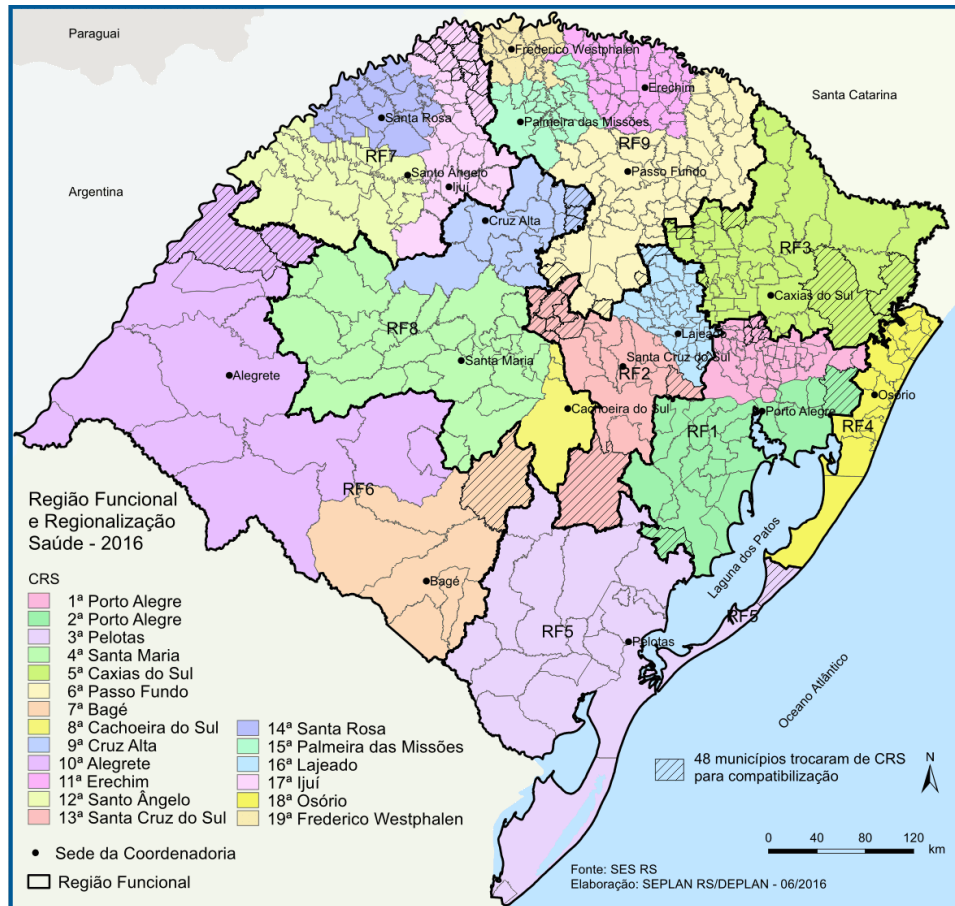 Paraguai
Santa Catarina
Argentina
Frederico Westphalen
Erechim
Santa Rosa
Palmeira das Missões
RF7
RF9
Santo Ângelo
Ijuí
Passo Fundo
Cruz Alta
RF3
Caxias do Sul
RF8
Lajeado
Santa Maria
Santa Cruz do Sul
RF2
Alegrete
Osório
Cachoeira do Sul
Porto Alegre
RF4
RF1
RF6
Região Funcional
e Regionalização
Saúde - 2016
Laguna dos Patos
Bagé
RF5
RF5
Pelotas
Oceano Atlântico
CRS
1ª Porto Alegre
2ª Porto Alegre
3ª Pelotas
4ª Santa Maria
5ª Caxias do Sul
6ª Passo Fundo
7ª Bagé
8ª Cachoeira do Sul
9ª Cruz Alta
10ª Alegrete
11ª Erechim
12ª Santo Ângelo
13ª Santa Cruz do Sul
14ª Santa Rosa
15ª Palmeira das Missões
16ª Lajeado
17ª Ijuí
18ª Osório
19ª Frederico Westphalen
Sede da Coordenadoria
Região Funcional
48 municípios trocaram de CRS
para compatibilização
N
0 40 80 120
km
Fonte: SES RS
Elaboração: SEPLAN RS/DEPLAN - 06/2016